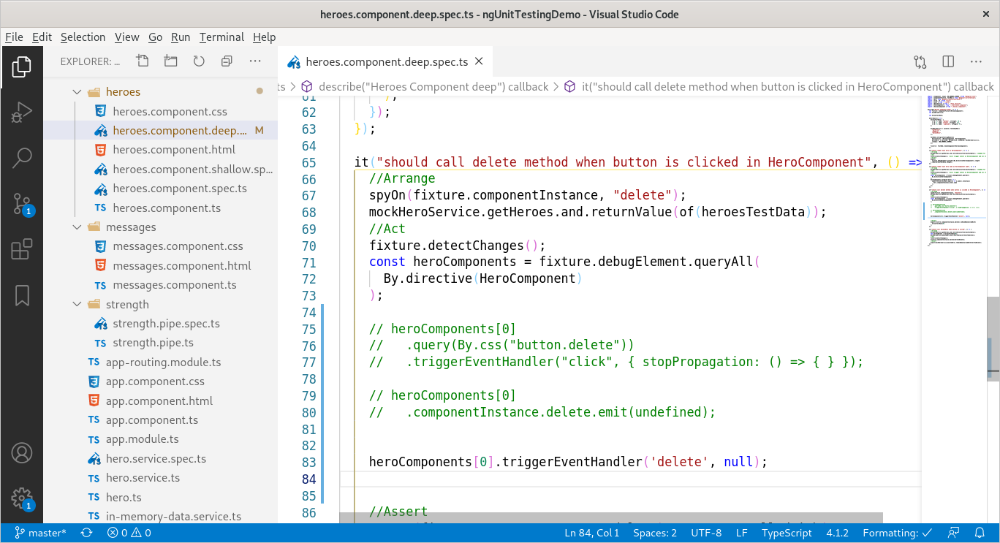 heroes.component.deep.spec.ts - ngUnitTestingDemo - Visual Studio Code
File Edit Selection View Go Run Terminal Help
EXPLORER: ...
heroes.component.deep.spec.ts
ts > describe("Heroes Component deep") callback > it("should call delete method when button is clicked in HeroComponent") callback
heroes
heroes.component.css
heroes.component.deep.... M
heroes.component.html
heroes.component.shallow.sp...
heroes.component.spec.ts
TS heroes.component.ts
messages
messages.component.css
messages.component.html
TS messages.component.ts
strength
strength.pipe.spec.ts
TS strength.pipe.ts
TS app-routing.module.ts
app.component.css
app.component.html
TS app.component.ts
TS app.module.ts
hero.service.spec.ts
TS hero.service.ts
TS hero.ts
TS in-memory-data.service.ts
1
1
61 );
62 });
63 });
64
65 it("should call delete method when button is clicked in HeroComponent", () =>
66 //Arrange
67 spyOn(fixture.componentInstance, "delete");
68 mockHeroService.getHeroes.and.returnValue(of(heroesTestData));
69 //Act
70 fixture.detectChanges();
71 const heroComponents = fixture.debugElement.queryAll(
72 By.directive(HeroComponent)
73 );
74
75 // heroComponents[0]
76 //   .query(By.css("button.delete"))
77 //   .triggerEventHandler("click", { stopPropagation: () => { } });
78
79 // heroComponents[0]
80 //   .componentInstance.delete.emit(undefined);
81
82
83 heroComponents[0].triggerEventHandler('delete', null);
84
85
86 //Assert
master* 0 0 Ln 84, Col 1 Spaces: 2 UTF-8 LF TypeScript 4.1.2 Formatting: ✓